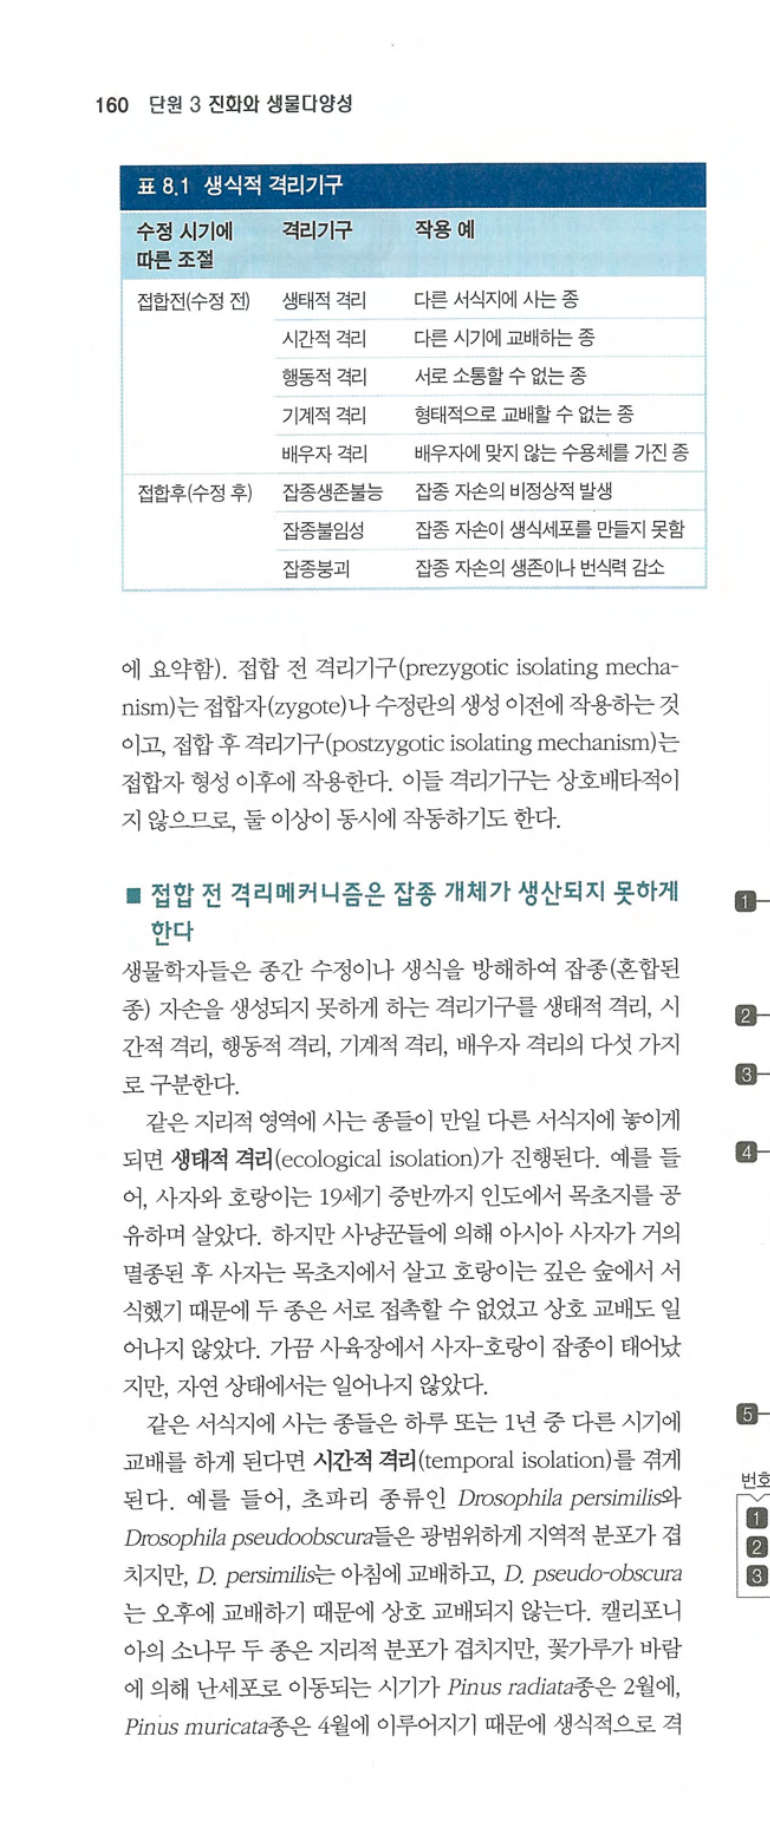 160 단원 3 진화와 생물다양성
표 8.1 생식적 격리기구
수정 시기에 따른 조절 격리기구 작용 예
접합전(수정 전) 생태적 격리 다른 서식지에 사는 종
시간적 격리 다른 시기에 교배하는 종
행동적 격리 서로 소통할 수 없는 종
기계적 격리 형태적으로 교배할 수 없는 종
배우자 격리 배우자에 맞지 않는 수용체를 가진 종
접합후(수정 후) 잡종생존불능 잡종 자손의 비정상적 발생
잡종불임성 잡종 자손이 생식세포를 만들지 못함
잡종붕괴 잡종 자손의 생존이나 번식력 감소
에 요약함). 접합 전 격리기구(prezygotic isolating mecha-
nism)는 접합자(zygote)나 수정란의 생성 이전에 작용하는 것
이고, 접합 후 격리기구(postzygotic isolating mechanism)는
접합자 형성 이후에 작용한다. 이들 격리기구는 상호배타적이
지 않으므로, 둘 이상이 동시에 작동하기도 한다.
■ 접합 전 격리메커니즘은 잡종 개체가 생산되지 못하게
한다
생물학자들은 종간 수정이나 생식을 방해하여 잡종(혼합된
종) 자손을 생성되지 못하게 하는 격리기구를 생태적 격리, 시
간적 격리, 행동적 격리, 기계적 격리, 배우자 격리의 다섯 가지
로 구분한다.
같은 지리적 영역에 사는 종들이 만일 다른 서식지에 놓이게
되면 생태적 격리(ecological isolation)가 진행된다. 예를 들
어, 사자와 호랑이는 19세기 중반까지 인도에서 목초지를 공
유하며 살았다. 하지만 사냥꾼들에 의해 아시아 사자가 거의
멸종된 후 사자는 목초지에서 살고 호랑이는 깊은 숲에서 서
식했기 때문에 두 종은 서로 접촉할 수 없었고 상호 교배도 일
어나지 않았다. 가끔 사육장에서 사자-호랑이 잡종이 태어났
지만, 자연 상태에서는 일어나지 않았다.
같은 서식지에 사는 종들은 하루 또는 1년 중 다른 시기에
교배를 하게 된다면 시간적 격리(temporal isolation)를 겪게
된다. 예를 들어, 초파리 종류인 Drosophila persimilis와
Drosophila pseudoobscura들은 광범위하게 지역적 분포가 겹
치지만, D. persimilis는 아침에 교배하고, D. pseudo-obscura
는 오후에 교배하기 때문에 상호 교배되지 않는다. 캘리포니
아의 소나무 두 종은 지리적 분포가 겹치지만, 꽃가루가 바람
에 의해 난세포로 이동되는 시기가 Pinus radiata종은 2월에,
Pinus muricata종은 4월에 이루어지기 때문에 생식적으로 격
1
2
3
4
5
번호
1
2
3